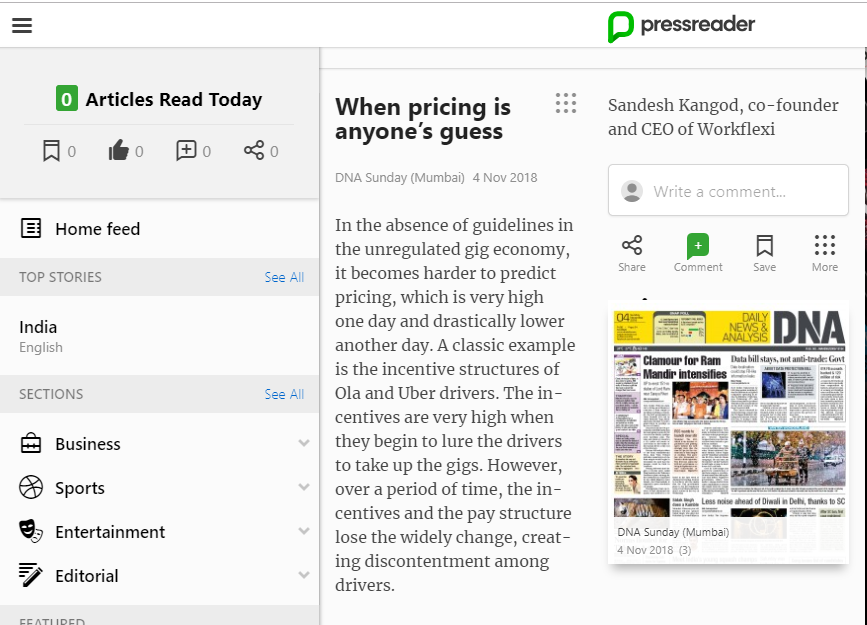 pressreader
0 Articles Read Today
0
0
0
0
Home feed
TOP STORIES See All
India
English
SECTIONS See All
Business
Sports
Entertainment
Editorial
FEATURED
When pricing is
anyone’s guess
DNA Sunday (Mumbai) 4 Nov 2018
In the absence of guidelines in
the unregulated gig economy,
it becomes harder to predict
pricing, which is very high
one day and drastically lower
another day. A classic example
is the incentive structures of
Ola and Uber drivers. The in-
centives are very high when
they begin to lure the drivers
to take up the gigs. However,
over a period of time, the in-
centives and the pay structure
lose the widely change, creat-
ing discontentment among
drivers.
Sandesh Kangod, co-founder
and CEO of Workflexi
Write a comment...
Share Comment Save More
04
DAILY
NEWS &
ANALYSIS
DNA
Clamour for Ram
Mandir intensifies
Data bill stays, not anti-trade: Govt
Less noise ahead of Diwali in Delhi, thanks to SC
DNA Sunday (Mumbai)
4 Nov 2018 (3)